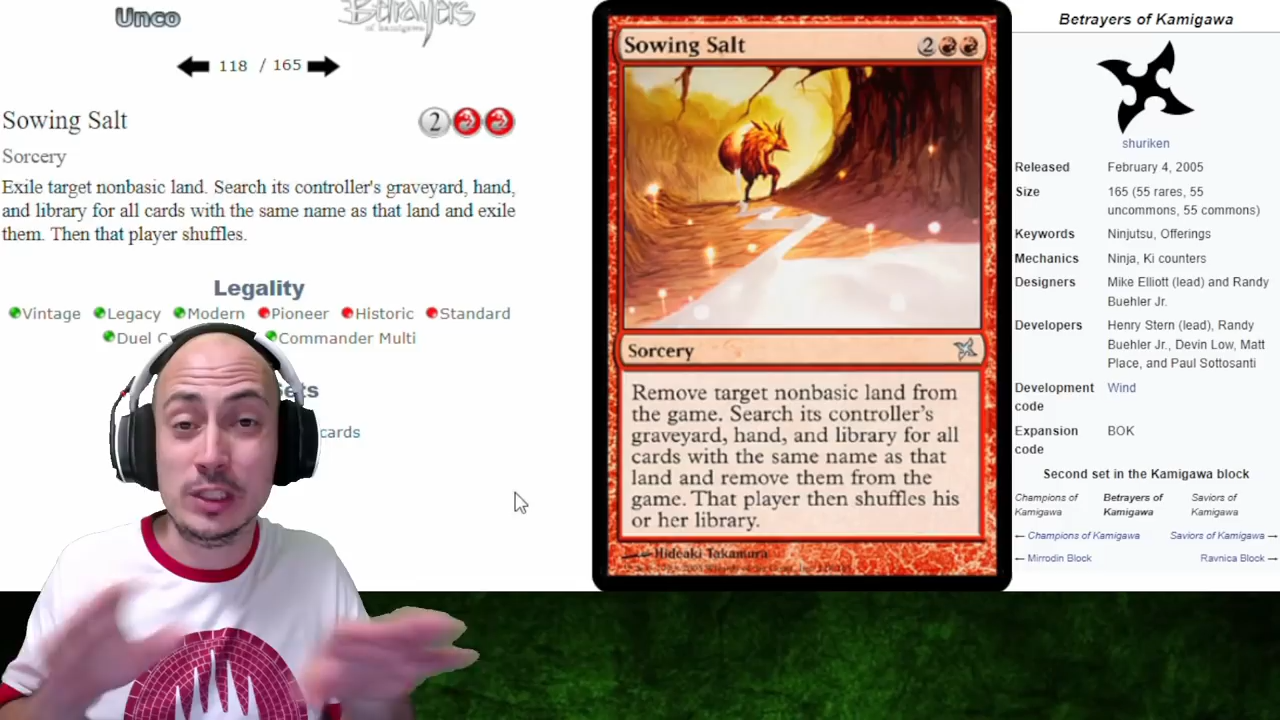 Unco
Betrayers
of kamigawa
118 / 165
Sowing Salt
2
Sorcery
Exile target nonbasic land. Search its controller's graveyard, hand,
and library for all cards with the same name as that land and exile
them. Then that player shuffles.
Legality
Vintage Legacy Modern Pioneer Historic Standard
Duel C Commander Multi
ets
cards
Sowing Salt
2
Sorcery
Remove target nonbasic land from
the game. Search its controller's
graveyard, hand, and library for all
cards with the same name as that
land and remove them from the
game. That player then shuffles his
or her library.
Hideaki Takamura
Betrayers of Kamigawa
shuriken
Released February 4, 2005
Size 165 (55 rares, 55
uncommons, 55 commons)
Keywords Ninjutsu, Offerings
Mechanics Ninja, Ki counters
Designers Mike Elliott (lead) and Randy
Buehler Jr.
Developers Henry Stern (lead), Randy
Buehler Jr., Devin Low, Matt
Place, and Paul Sottosanti
Development Wind
code
Expansion BOK
code
Second set in the Kamigawa block
Champions of Betrayers of Saviors of
Kamigawa Kamigawa Kamigawa
← Champions of Kamigawa Saviors of Kamigawa →
← Mirrodin Block Ravnica Block →